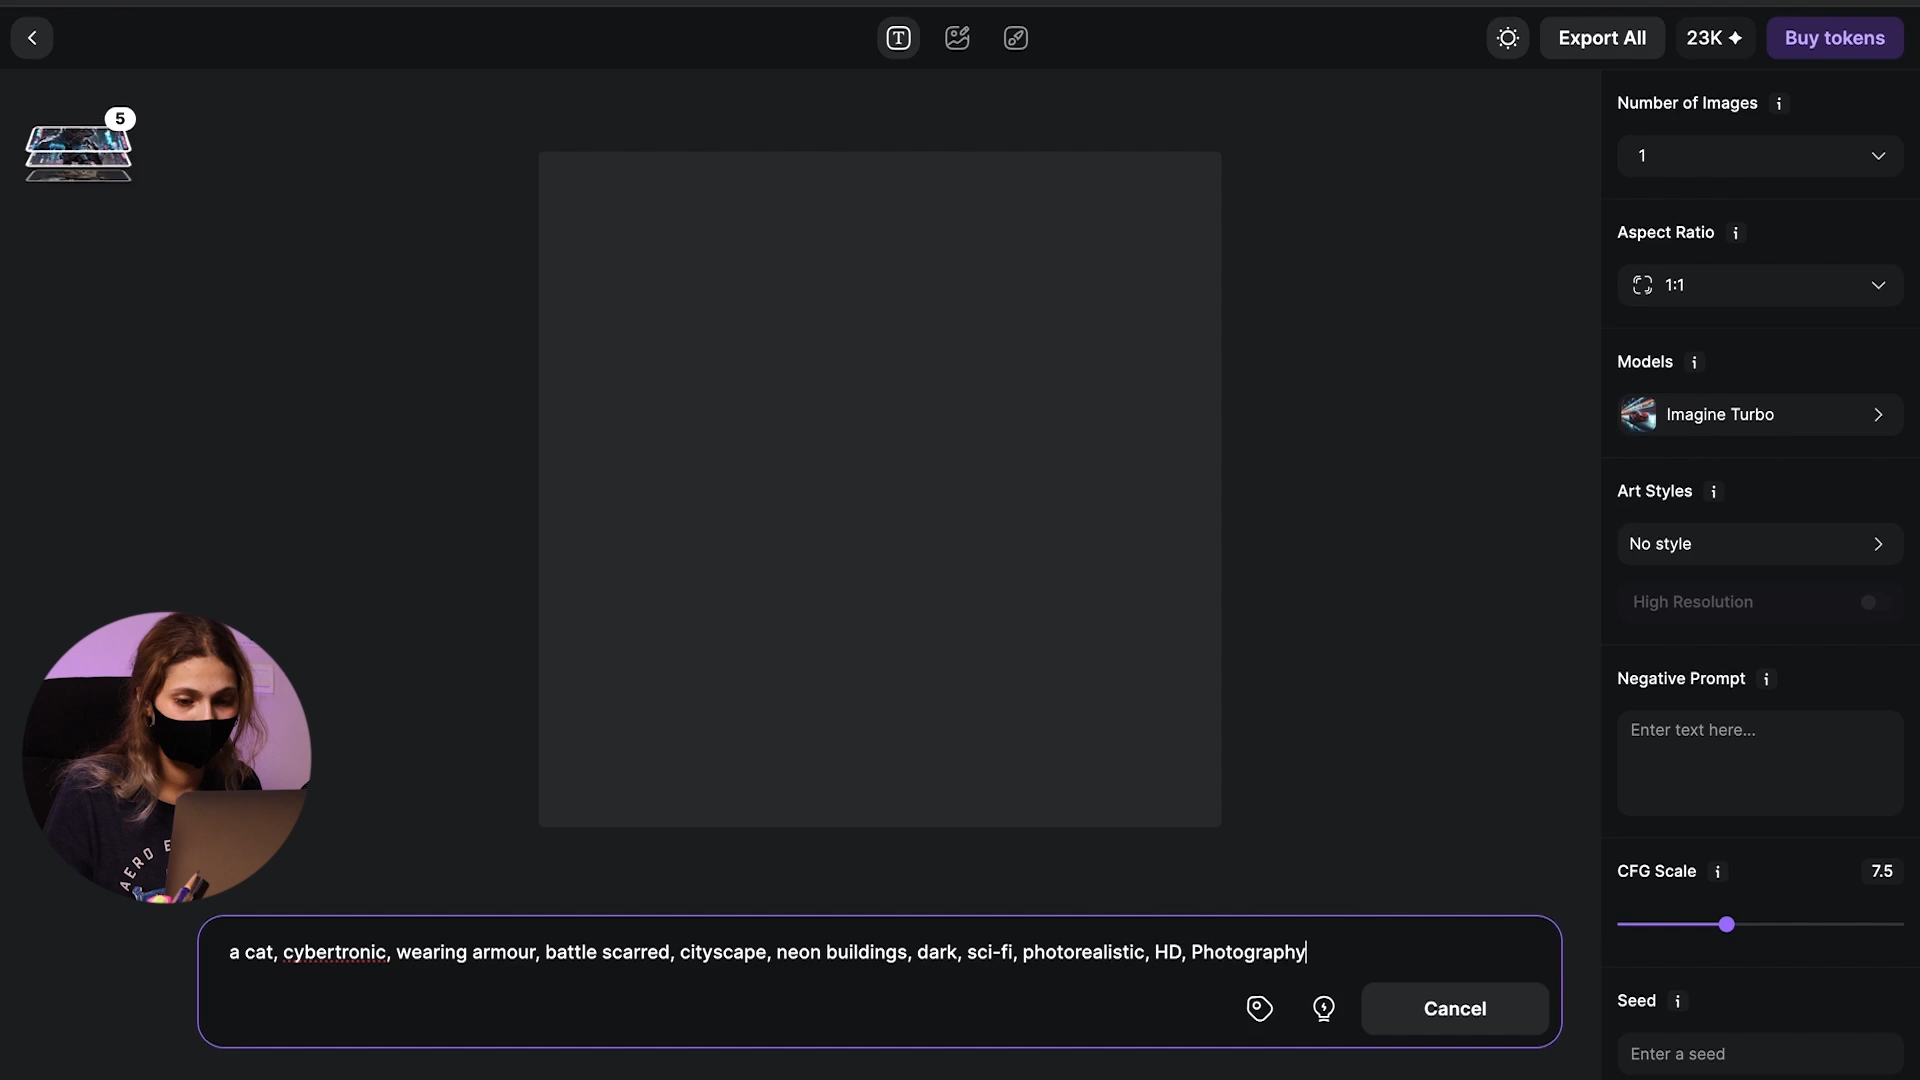 Export All
23K
Buy tokens
5
Number of Images i
1
Aspect Ratio i
1:1
Models i
Imagine Turbo
Art Styles i
No style
High Resolution
Negative Prompt i
Enter text here...
CFG Scale i 7.5
Seed i
Enter a seed
AERO E
a cat, cybertronic, wearing armour, battle scarred, cityscape, neon buildings, dark, sci-fi, photorealistic, HD, Photography
Cancel